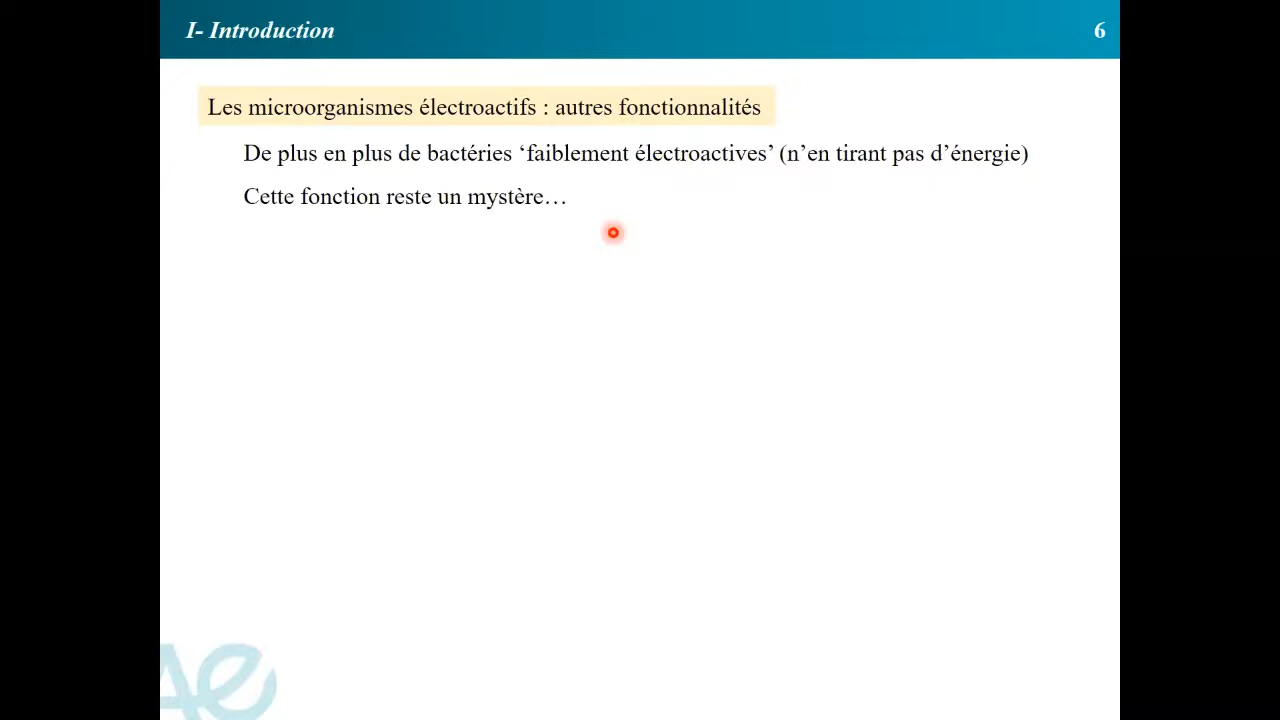 I- Introduction
6
Les microorganismes électroactifs : autres fonctionnalités
De plus en plus de bactéries ‘faiblement électroactives’ (n’en tirant pas d’énergie)
Cette fonction reste un mystère…